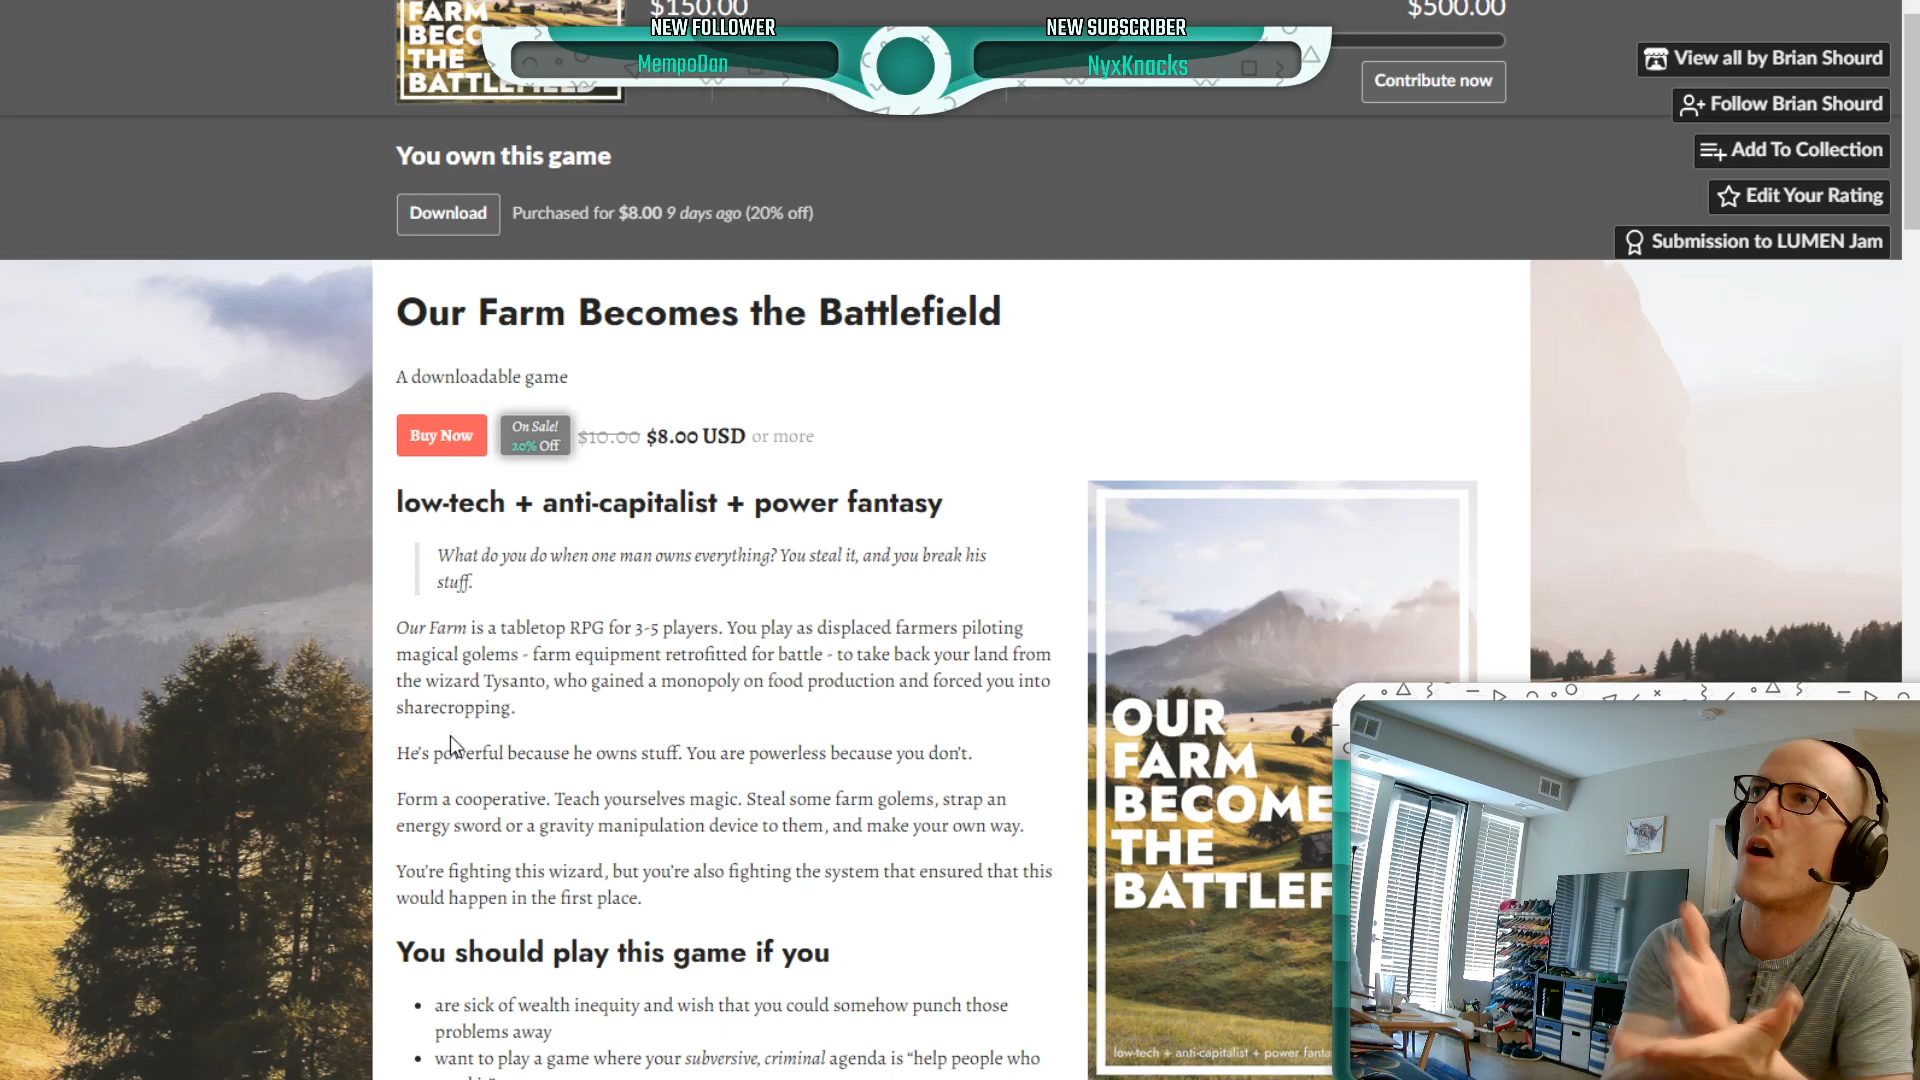 $150.00
$500.00
NEW FOLLOWER
NEW SUBSCRIBER
MempoDan
NyxKnacks
FARM
BECO
THE
BATTLEFIELD
Contribute now
View all by Brian Shourd
Follow Brian Shourd
Add To Collection
Edit Your Rating
Submission to LUMEN Jam
You own this game
Download
Purchased for $8.00 9 days ago (20% off)
Our Farm Becomes the Battlefield
A downloadable game
Buy Now
On Sale!
20% Off
$10.00 $8.00 USD or more
low-tech + anti-capitalist + power fantasy
What do you do when one man owns everything? You steal it, and you break his
stuff.
Our Farm is a tabletop RPG for 3-5 players. You play as displaced farmers piloting
magical golems - farm equipment retrofitted for battle - to take back your land from
the wizard Tysanto, who gained a monopoly on food production and forced you into
sharecropping.
He's powerful because he owns stuff. You are powerless because you don't.
Form a cooperative. Teach yourselves magic. Steal some farm golems, strap an
energy sword or a gravity manipulation device to them, and make your own way.
You're fighting this wizard, but you're also fighting the system that ensured that this
would happen in the first place.
You should play this game if you
are sick of wealth inequity and wish that you could somehow punch those
problems away
want to play a game where your subversive, criminal agenda is "help people who
OUR
FARM
BECOME
THE
BATTLEF
low-tech + anti-capitalist + power fanta